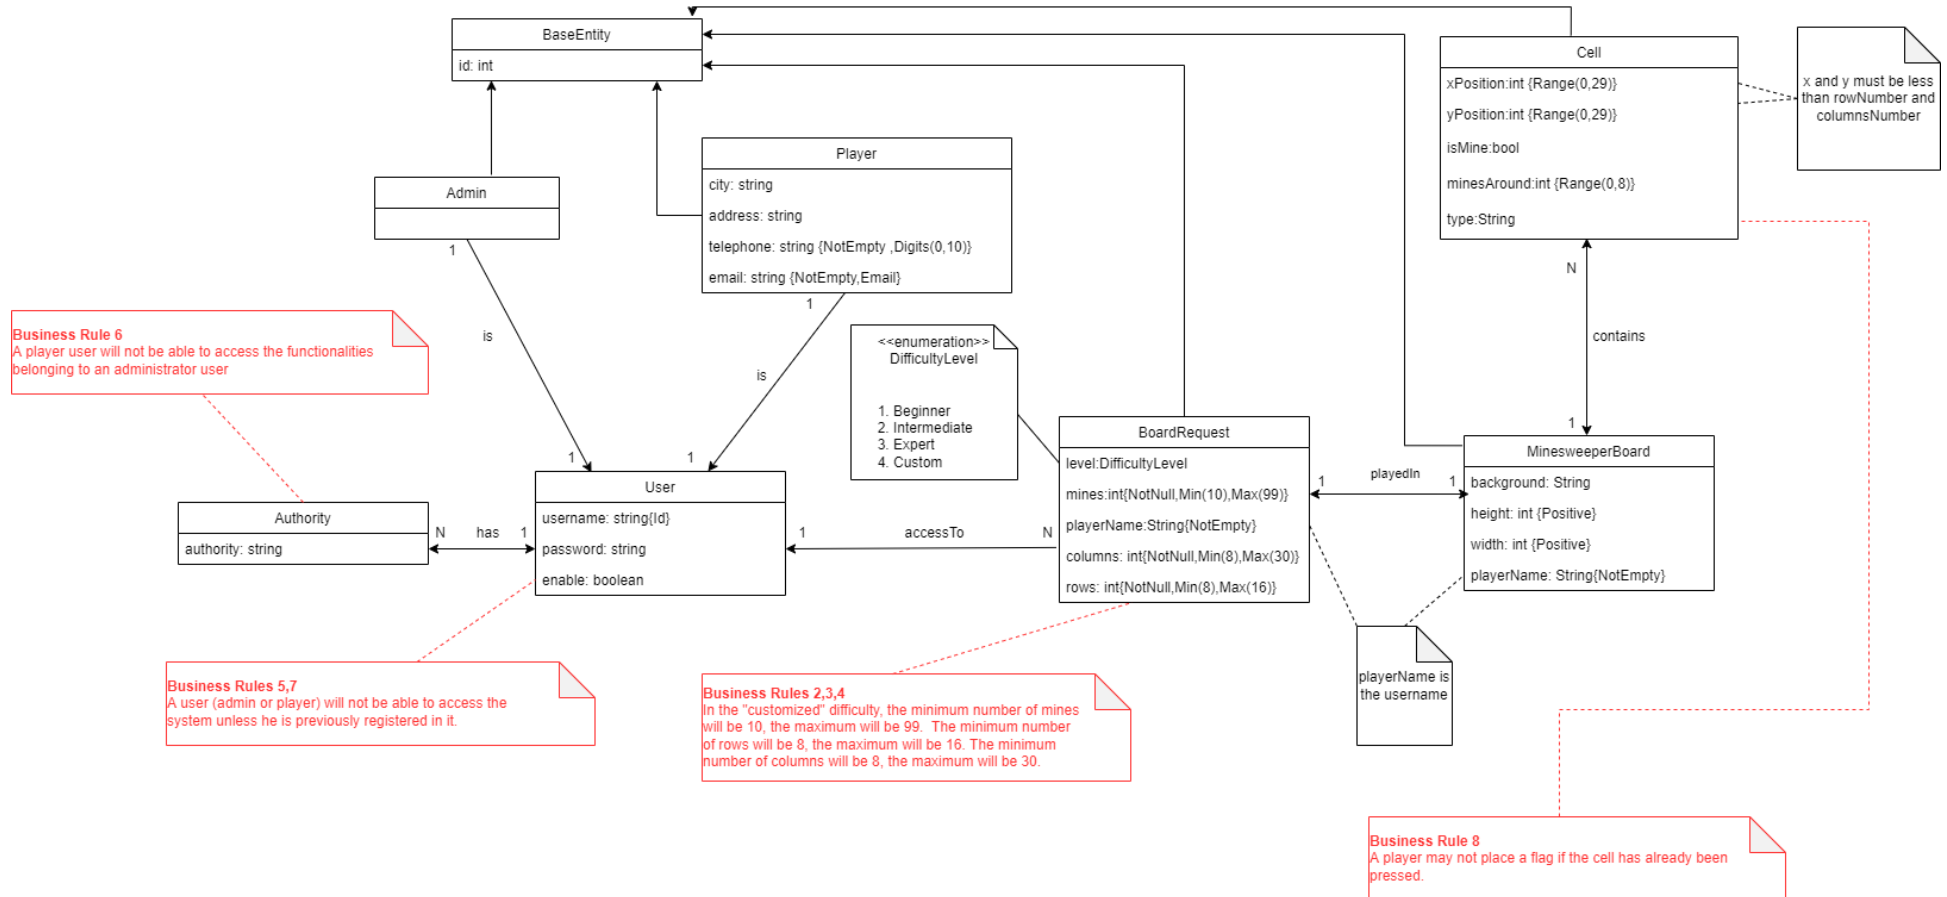 BaseEntity
id: int
Cell
xPosition:int {Range(0,29)}
yPosition:int {Range(0,29)}
isMine:bool
minesAround:int {Range(0,8)}
type:String
x and y must be less
than rowNumber and
columnsNumber
Player
city: string
address: string
telephone: string {NotEmpty ,Digits(0,10)}
email: string {NotEmpty,Email}
Admin
1
1
N
is
is
contains
Business Rule 6
A player user will not be able to access the functionalities
belonging to an administrator user
<<enumeration>>
DifficultyLevel
1. Beginner
2. Intermediate
3. Expert
4. Custom
1
1
1
BoardRequest
level:DifficultyLevel
mines:int{NotNull,Min(10),Max(99)}
playerName:String{NotEmpty}
columns: int{NotNull,Min(8),Max(30)}
rows: int{NotNull,Min(8),Max(16)}
1
playedIn
1
MinesweeperBoard
background: String
height: int {Positive}
width: int {Positive}
playerName: String{NotEmpty}
User
username: string{Id}
password: string
enable: boolean
Authority
authority: string
N
has
1
1
accessTo
N
playerName is
the username
Business Rules 5,7
A user (admin or player) will not be able to access the
system unless he is previously registered in it.
Business Rules 2,3,4
In the "customized" difficulty, the minimum number of mines
will be 10, the maximum will be 99. The minimum number
of rows will be 8, the maximum will be 16. The minimum
number of columns will be 8, the maximum will be 30.
Business Rule 8
A player may not place a flag if the cell has already been
pressed.